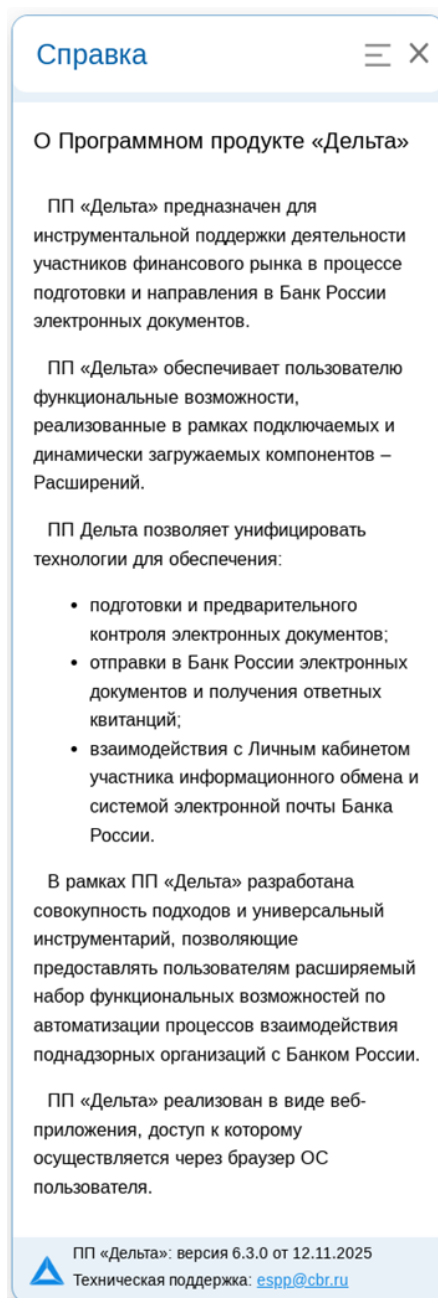 Справка
О Программном продукте «Дельта»
ПП «Дельта» предназначен для
инструментальной поддержки деятельности
участников финансового рынка в процессе
подготовки и направления в Банк России
электронных документов.
ПП «Дельта» обеспечивает пользователю
функциональные возможности,
реализованные в рамках подключаемых и
динамически загружаемых компонентов –
Расширений.
ПП Дельта позволяет унифицировать
технологии для обеспечения:
• подготовки и предварительного
контроля электронных документов;
• отправки в Банк России электронных
документов и получения ответных
квитанций;
• взаимодействия с Личным кабинетом
участника информационного обмена и
системой электронной почты Банка
России.
В рамках ПП «Дельта» разработана
совокупность подходов и универсальный
инструментарий, позволяющие
предоставлять пользователям расширяемый
набор функциональных возможностей по
автоматизации процессов взаимодействия
поднадзорных организаций с Банком России.
ПП «Дельта» реализован в виде веб-
приложения, доступ к которому
осуществляется через браузер ОС
пользователя.
ПП «Дельта»: версия 6.3.0 от 12.11.2025
Техническая поддержка: espp@cbr.ru